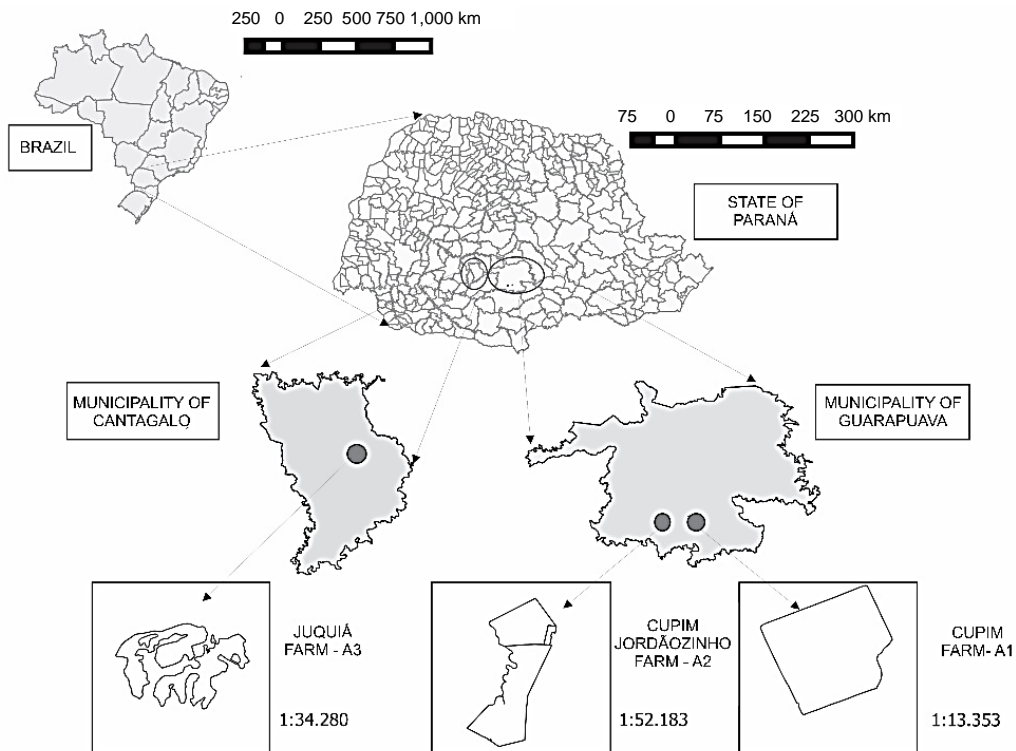 250 0 250 500 750 1,000 km
BRAZIL
75 0 75 150 225 300 km
STATE OF
PARANÁ
MUNICIPALITY OF
CANTAGALO
MUNICIPALITY OF
GUARAPUAVA
JUQUIÁ
FARM - A3
1:34.280
CUPIM
JORDÃOZINHO
FARM - A2
1:52.183
CUPIM
FARM- A1
1:13.353